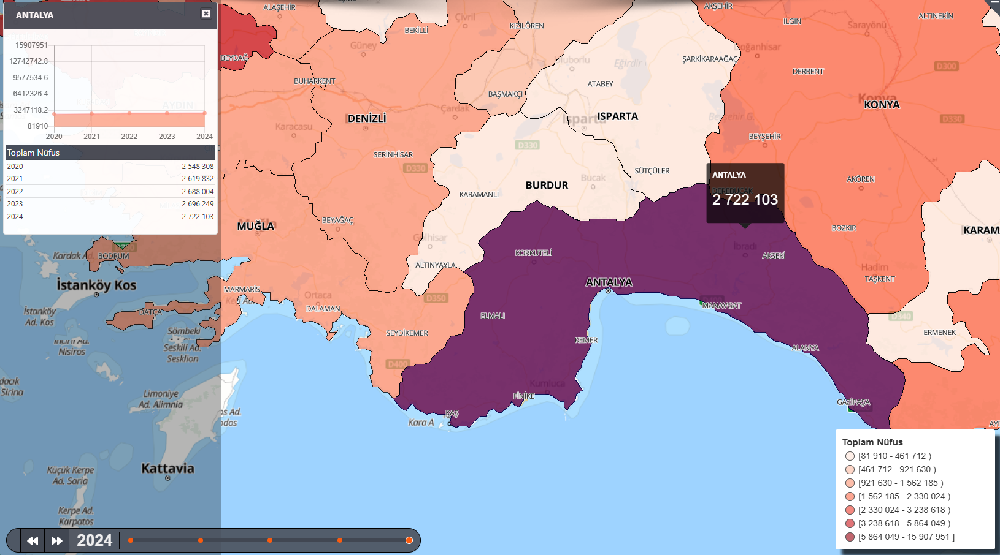 ANTALYA
15907951
12742742.8
9577534.6
6412326.4
3247118.2
81910
2020 2021 2022 2023 2024
Toplam Nüfus
2020 2 548 308
2021 2 619 832
2022 2 688 004
2023 2 696 249
2024 2 722 103
AYDIN
ALAŞEHİR
BEKİLLİ
Çivril
KIZILÖREN
AKŞEHİR
ILGIN
Sarayönü
ALTINEKİN
Güney
BEYDAĞ
Uluborlu
Eğirdir
ŞARKİKARAAĞAÇ
Doğanhisar
DERBENT
D300
BUHARKENT
BAŞMAKÇI
ATABEY
Konya
KONYA
Çardak
DENİZLİ
Isparta
ISPARTA
Beyşehir G.
D330
Karacasu
BEYŞEHİR
D330
SERİNHİSAR
D330
SÜTÇÜLER
Bucak
BURDUR
KARAMANLI
AKÖREN
ANTALYA
DEREBUCAK
2 722 103
BEYAĞAÇ
Muğla
MUĞLA
Gölhisar
BOZKIR
KARAM
KORKUTELİ
İbradi
AKSEKİ
ALTINYAYLA
Hadim
TAŞKENT
Kardak Ad.
BODRUM
İstanköy Kos
ANTALYA
MARMARİS
Ortaca
DALAMAN
D350
MANAVGAT
DATÇA
İstanköy
Ad. Kos
ELMALI
D340
ERMENEK
Sömbeki
Seskili Ad.
Sesklion
SEYDİKEMER
KEMER
ALANYA
Nisiros
D400
Kumluca
FİNİKE
GAZİPAŞA
Limoniye
Ad. Alimnia
KAŞ
Kara A
Kattavia
Küçük Kerpe
Ad. Saria
Kerpe Ad.
Karpatos
2024
Toplam Nüfus
[81 910 - 461 712 )
[461 712 - 921 630 )
[921 630 - 1 562 185 )
[1 562 185 - 2 330 024 )
[2 330 024 - 3 238 618 )
[3 238 618 - 5 864 049 )
[5 864 049 - 15 907 951 ]